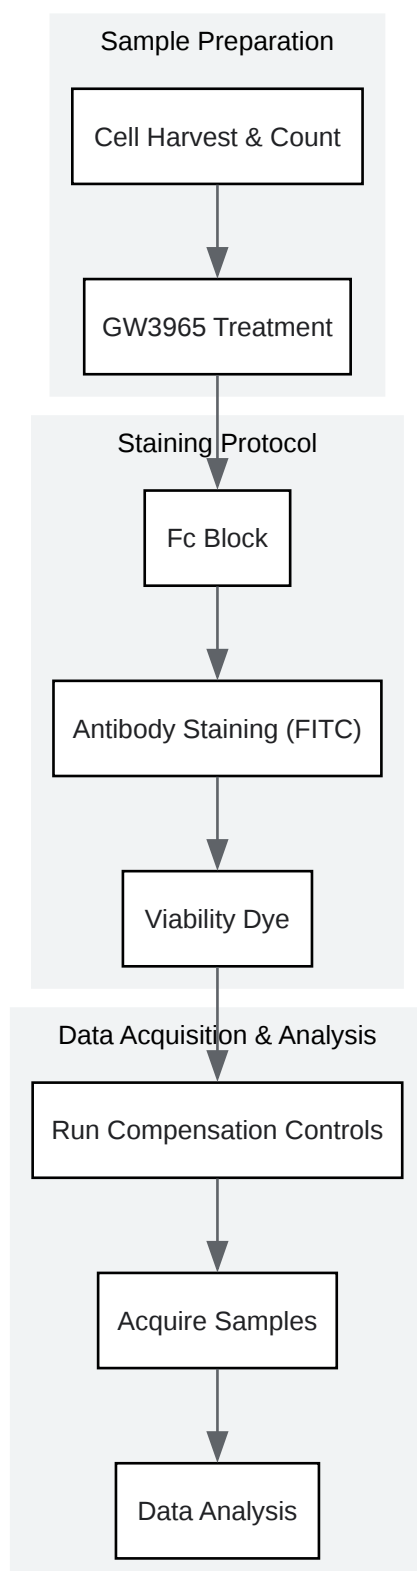 Sample Preparation
Cell Harvest & Count
GW3965 Treatment
Staining Protocol
Fc Block
Antibody Staining (FITC)
Viability Dye
Data Acquisition & Analysis
Run Compensation Controls
Acquire Samples
Data Analysis